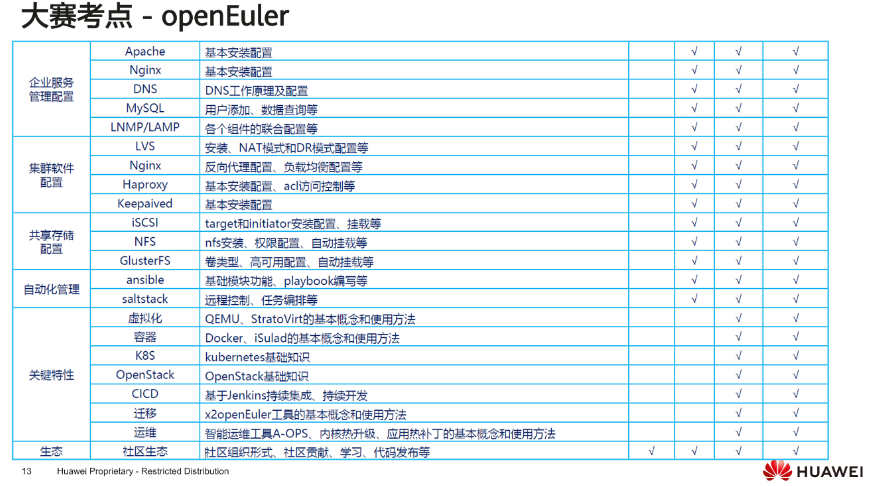 大赛考点 - openEuler
企业服务管理配置 Apache 基本安装配置 √ √ √
Nginx 基本安装配置 √ √ √
DNS DNS工作原理及配置 √ √ √
MySQL 用户添加、数据查询等 √ √ √
LNMP/LAMP 各个组件的联合配置等 √ √ √
集群软件配置 LVS 安装、NAT模式和DR模式配置等 √ √ √
Nginx 反向代理配置、负载均衡配置等 √ √ √
Haproxy 基本安装配置、acl访问控制等 √ √ √
Keepaived 基本安装配置 √ √ √
共享存储配置 iSCSI target和initiator安装配置、挂载等 √ √ √
NFS nfs安装、权限配置、自动挂载等 √ √ √
GlusterFS 卷类型、高可用配置、自动挂载等 √ √ √
自动化管理 ansible 基础模块功能、playbook编写等 √ √ √
saltstack 远程控制、任务编排等 √ √ √
关键特性 虚拟化 QEMU、StratoVirt的基本概念和使用方法 √ √
容器 Docker、iSulad的基本概念和使用方法 √ √
K8S kubernetes基础知识 √ √
OpenStack OpenStack基础知识 √ √
CICD 基于Jenkins持续集成、持续开发 √ √
迁移 x2openEuler工具的基本概念和使用方法 √ √
运维 智能运维工具A-OPS、内核热升级、应用热补丁的基本概念和使用方法 √ √
生态 社区生态 社区组织形式、社区贡献、学习、代码发布等 √ √ √ √
13 Huawei Proprietary - Restricted Distribution
HUAWEI